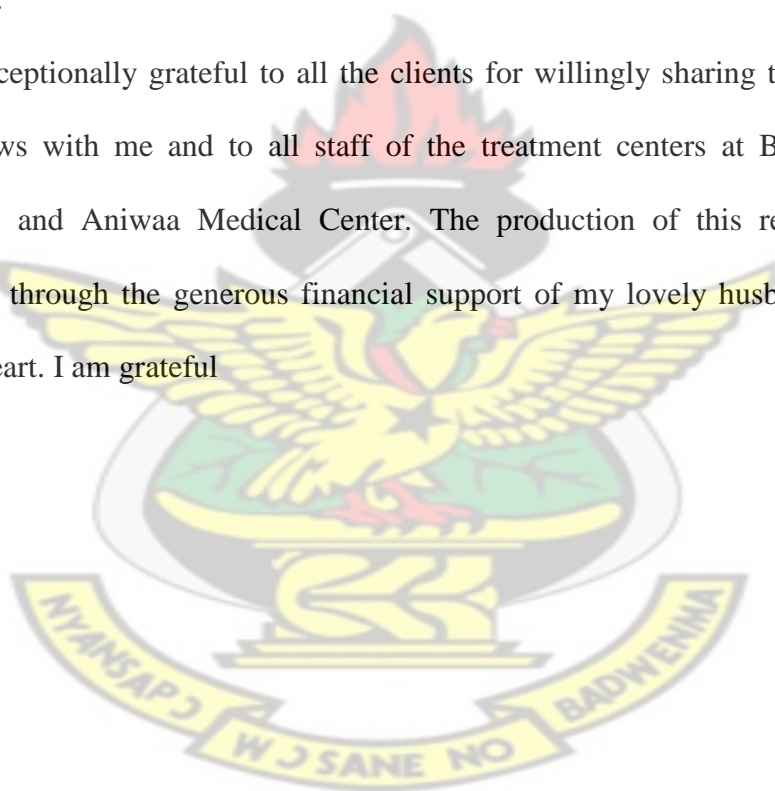 .
ceptionally grateful to all the clients for willingly sharing t
ws with me and to all staff of the treatment centers at B
and Aniwaa Medical Center. The production of this re
through the generous financial support of my lovely husb
eart. I am grateful
NYANSAPƆ
WƆSANE NO
BADWENMA